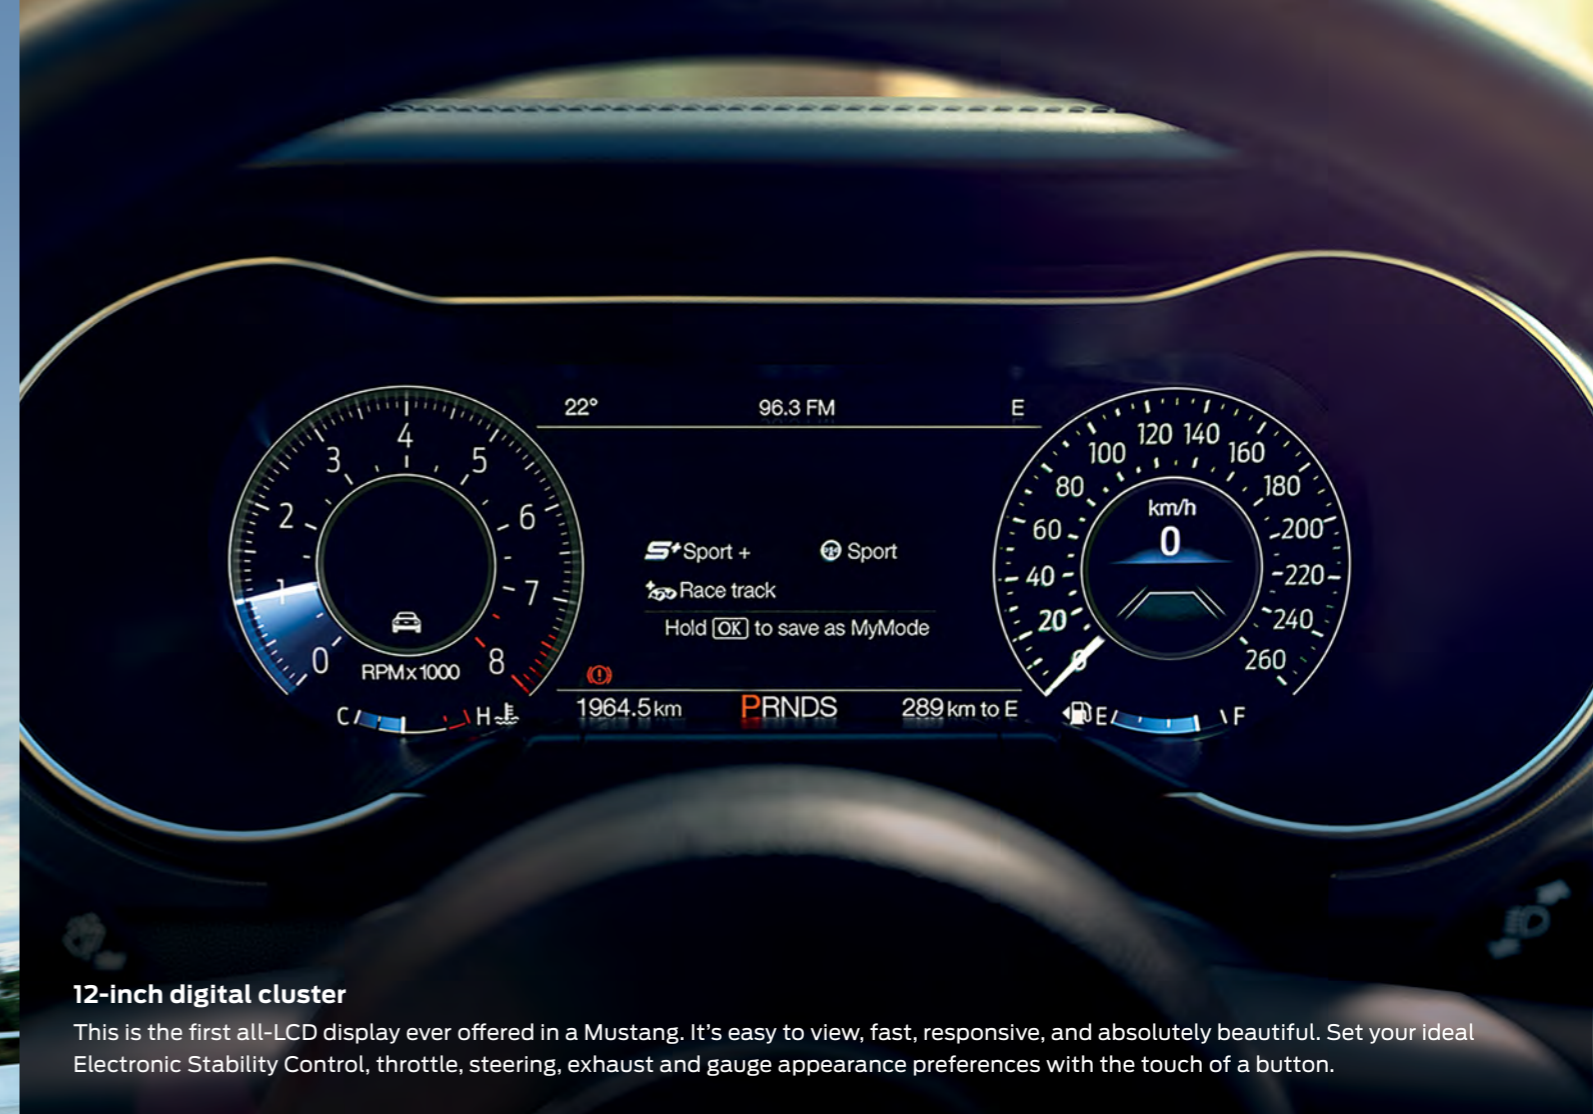 22° 96.3 FM E
4
3 5
2 6
1 7
0 8
RPMx1000
C H
S+ Sport + Sport
Race track
Hold OK to save as MyMode
1964.5 km PRNDS 289 km to E
120 140
100 160
80 180
60 200
40 220
20 240
0 260
km/h
0
E F
12-inch digital cluster
This is the first all-LCD display ever offered in a Mustang. It’s easy to view, fast, responsive, and absolutely beautiful. Set your ideal
Electronic Stability Control, throttle, steering, exhaust and gauge appearance preferences with the touch of a button.